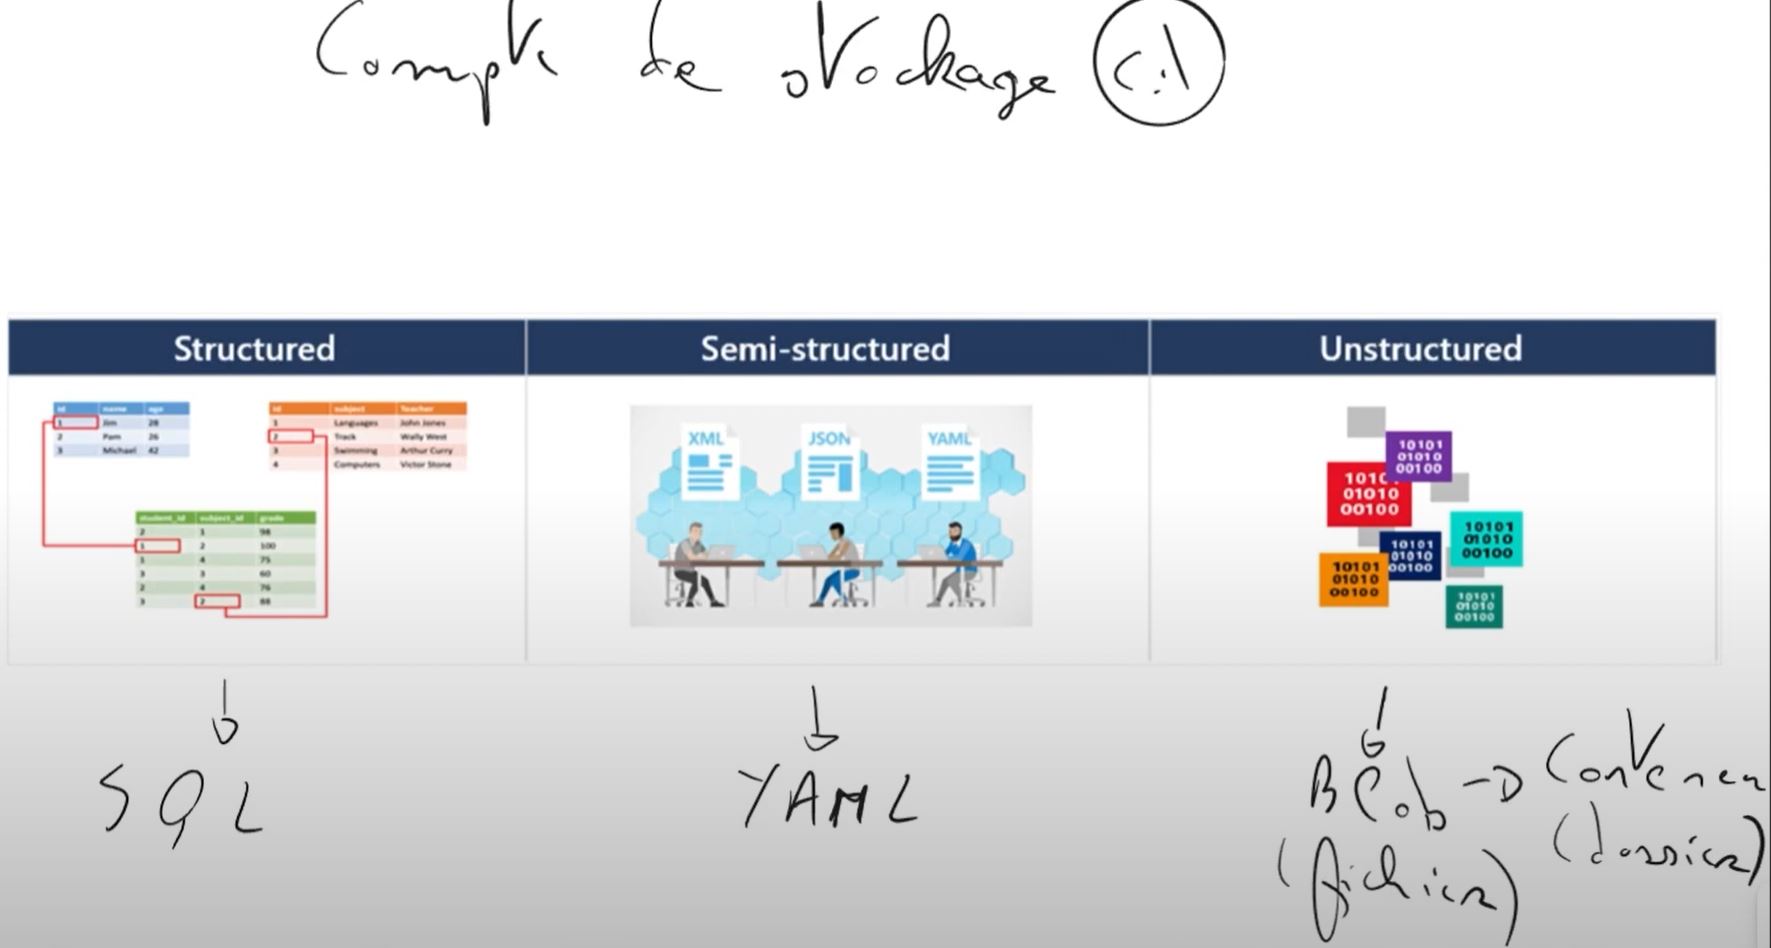 Compte de stockage C:\
Structured Semi-structured Unstructured
id name age
1 Jim 28
2 Pam 26
3 Michael 42
id subject Teacher
1 Languages John Jones
2 Track Wally West
3 Swimming Arthur Curry
4 Computers Victor Stone
student_id subject_id grade
2 1 98
1 2 100
1 4 75
3 3 60
2 4 76
3 2 88
XML JSON YAML
10101
01010
00100
10101
01010
00100
10101
01010
00100
10101
01010
00100
10101
01010
00100
10101
01010
00100
SQL YAML Blob → Conteneu
(fichier) (dossier)